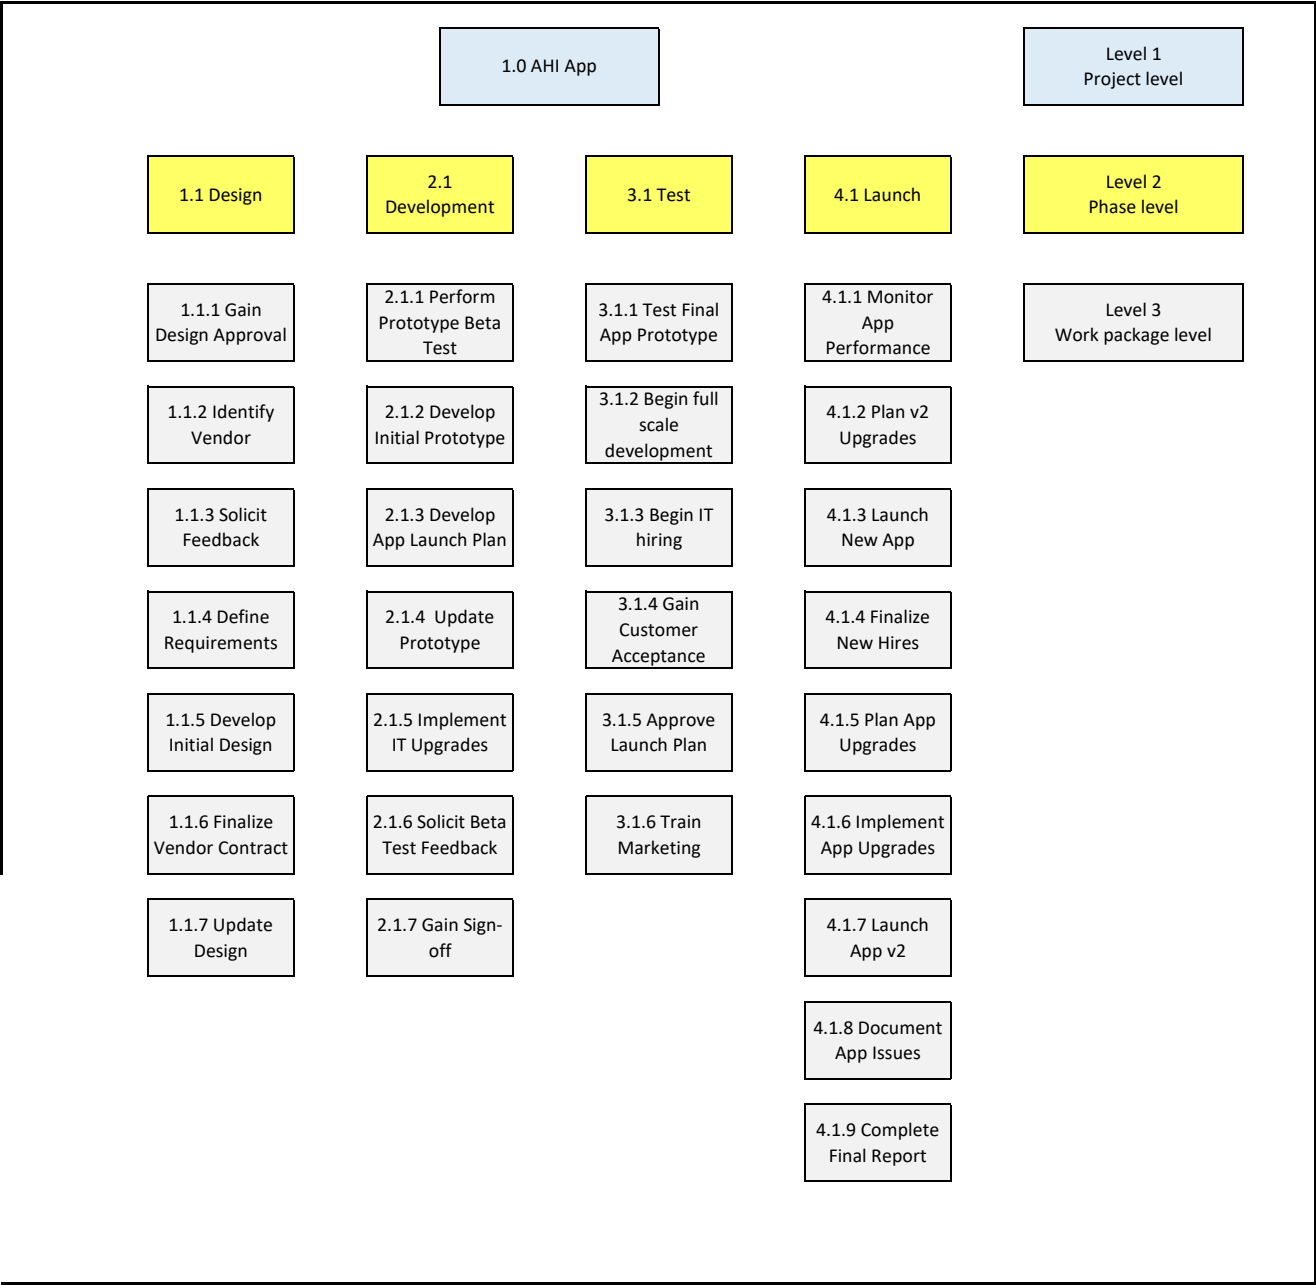 1.0 AHI App
Level 1
Project level
1.1 Design
2.1
Development
3.1 Test
4.1 Launch
Level 2
Phase level
1.1.1 Gain
Design Approval
2.1.1 Perform
Prototype Beta
Test
3.1.1 Test Final
App Prototype
4.1.1 Monitor
App
Performance
Level 3
Work package level
1.1.2 Identify
Vendor
2.1.2 Develop
Initial Prototype
3.1.2 Begin full
scale
development
4.1.2 Plan v2
Upgrades
1.1.3 Solicit
Feedback
2.1.3 Develop
App Launch Plan
3.1.3 Begin IT
hiring
4.1.3 Launch
New App
1.1.4 Define
Requirements
2.1.4  Update
Prototype
3.1.4 Gain
Customer
Acceptance
4.1.4 Finalize
New Hires
1.1.5 Develop
Initial Design
2.1.5 Implement
IT Upgrades
3.1.5 Approve
Launch Plan
4.1.5 Plan App
Upgrades
1.1.6 Finalize
Vendor Contract
2.1.6 Solicit Beta
Test Feedback
3.1.6 Train
Marketing
4.1.6 Implement
App Upgrades
1.1.7 Update
Design
2.1.7 Gain Sign-
off
4.1.7 Launch
App v2
4.1.8 Document
App Issues
4.1.9 Complete
Final Report